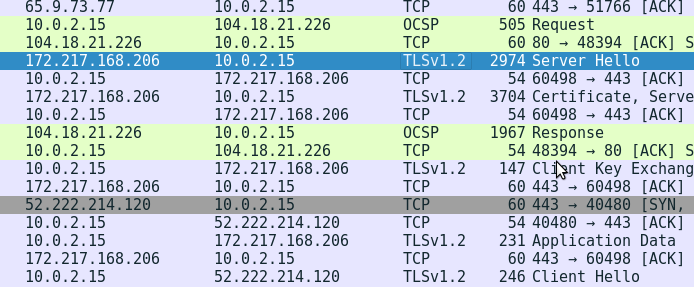 65.9.73.77 10.0.2.15 TCP 60 443 → 51766 [ACK]
10.0.2.15 104.18.21.226 OCSP 505 Request
104.18.21.226 10.0.2.15 TCP 60 80 → 48394 [ACK] S
172.217.168.206 10.0.2.15 TLSv1.2 2974 Server Hello
10.0.2.15 172.217.168.206 TCP 54 60498 → 443 [ACK]
172.217.168.206 10.0.2.15 TLSv1.2 3704 Certificate, Serve
10.0.2.15 172.217.168.206 TCP 54 60498 → 443 [ACK]
104.18.21.226 10.0.2.15 OCSP 1967 Response
10.0.2.15 104.18.21.226 TCP 54 48394 → 80 [ACK] S
10.0.2.15 172.217.168.206 TLSv1.2 147 Client Key Exchang
172.217.168.206 10.0.2.15 TCP 60 443 → 60498 [ACK]
52.222.214.120 10.0.2.15 TCP 60 443 → 40480 [SYN,
10.0.2.15 52.222.214.120 TCP 54 40480 → 443 [ACK]
10.0.2.15 172.217.168.206 TLSv1.2 231 Application Data
172.217.168.206 10.0.2.15 TCP 60 443 → 60498 [ACK]
10.0.2.15 52.222.214.120 TLSv1.2 246 Client Hello